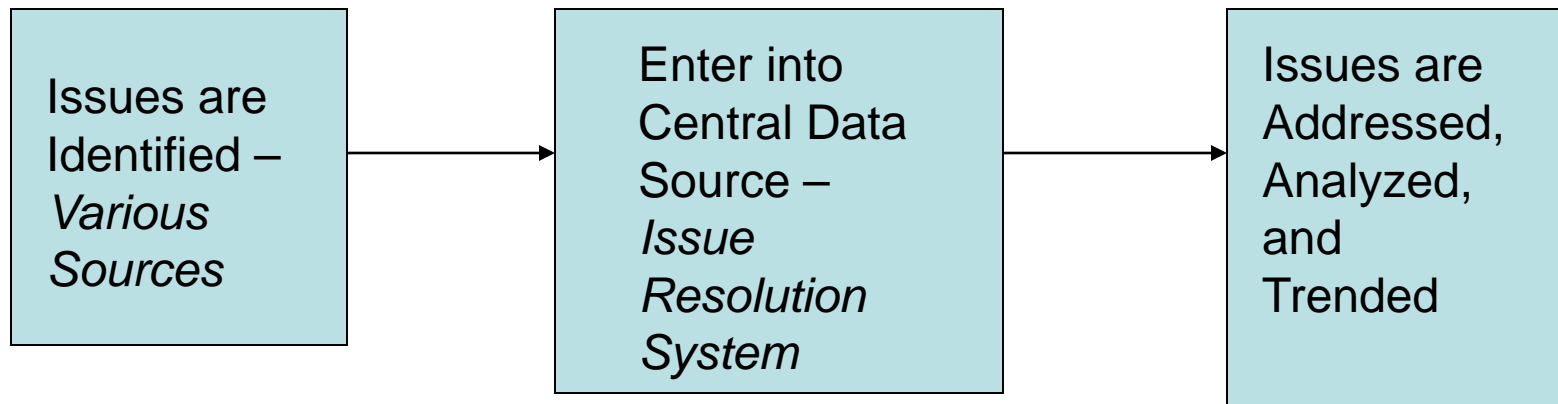 Issues are
Identified –
Various
Sources
Enter into
Central Data
Source –
Issue
Resolution
System
Issues are
Addressed,
Analyzed,
and
Trended